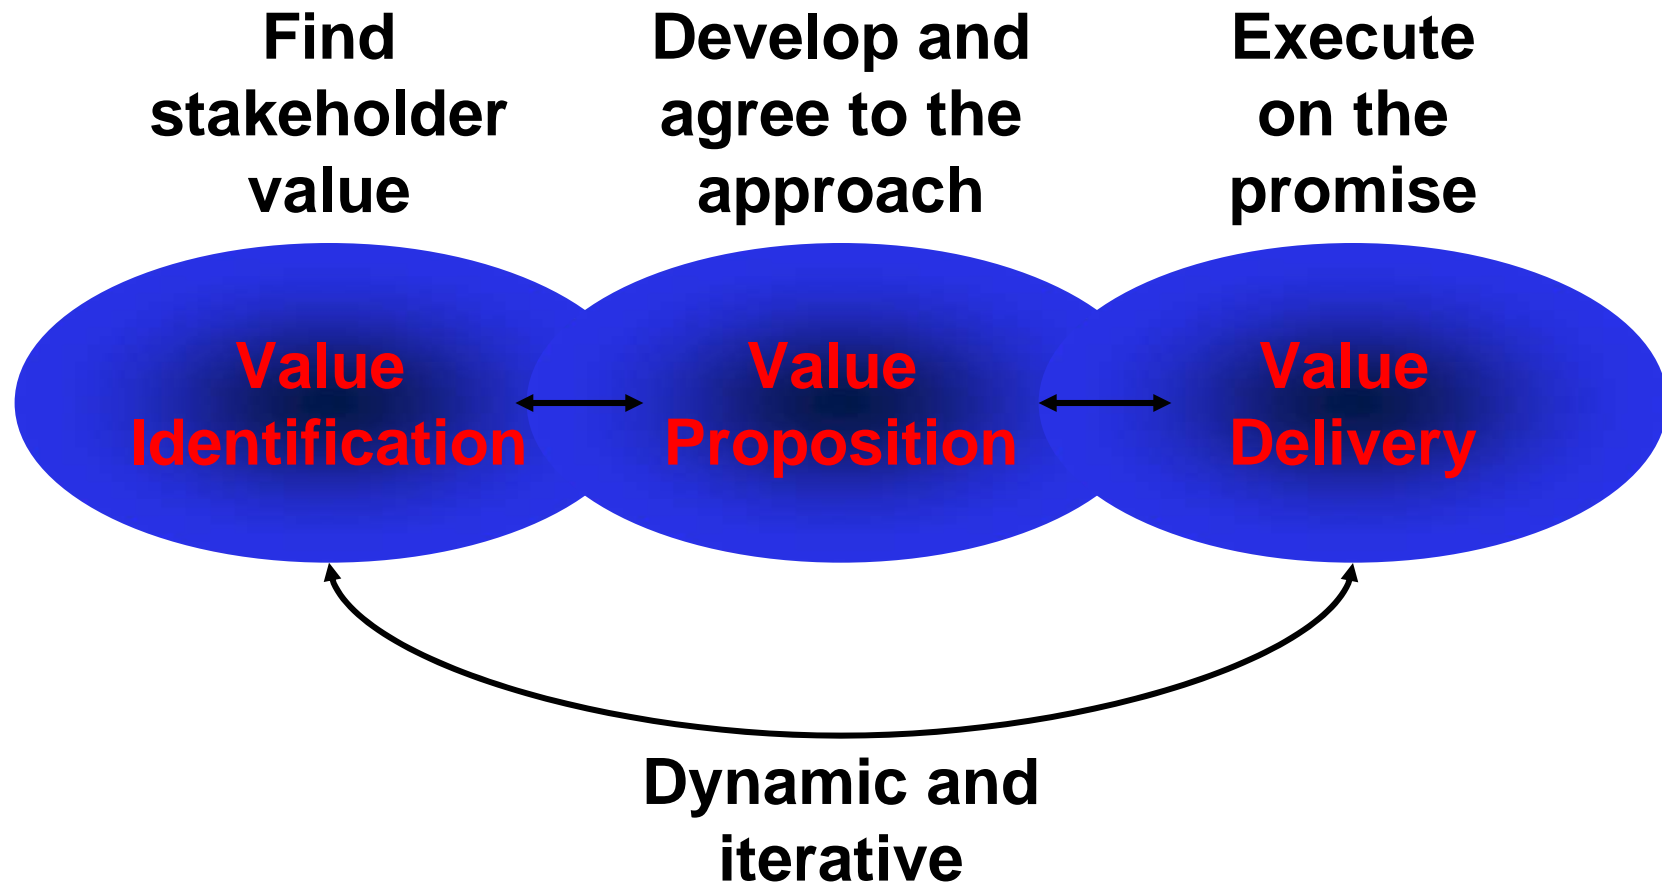 Find
stakeholder
value
Develop and
agree to the
approach
Execute
on the
promise
Value
Identification
Value
Proposition
Value
Delivery
Dynamic and
iterative